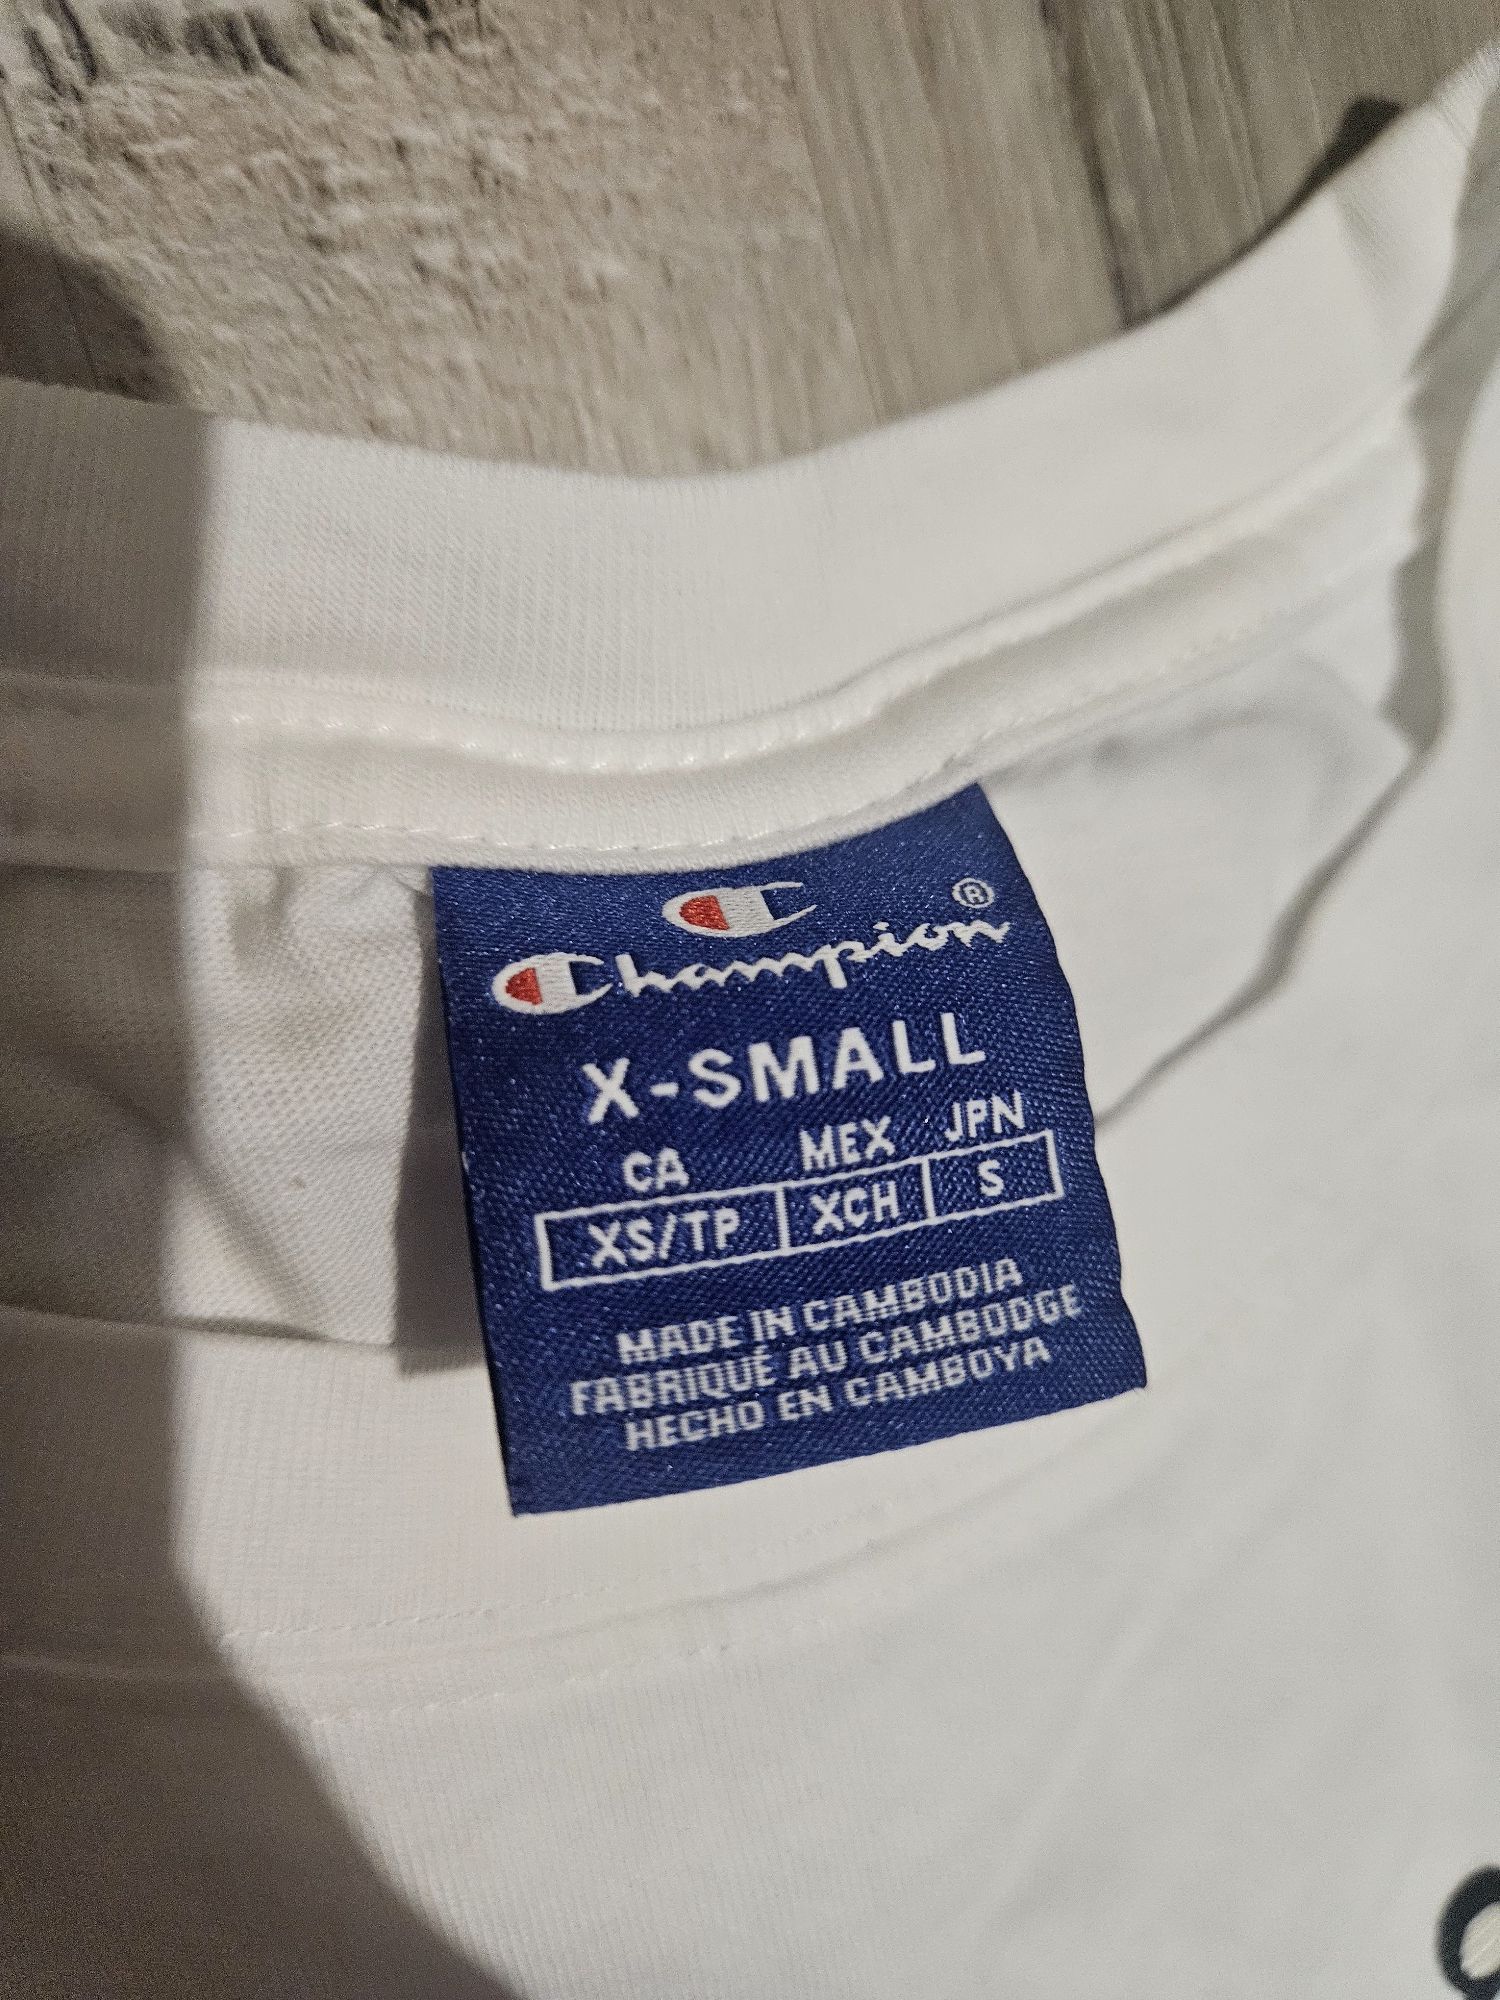 Champion®
X-SMALL
CA MEX JPN
XS/TP XCH S
MADE IN CAMBODIA
FABRIQUÉ AU CAMBODGE
HECHO EN CAMBOYA